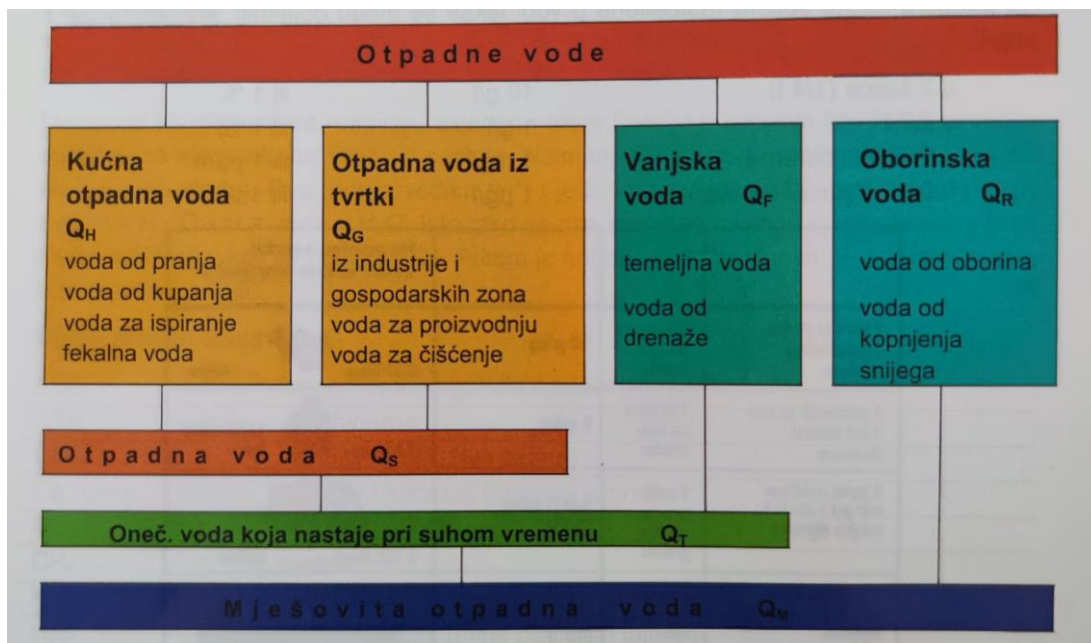 Otpadne vode
Kućna
otpadna voda
QH
voda od pranja
voda od kupanja
voda za ispiranje
fekalna voda
Otpadna voda iz
tvrtki
QG
iz industrije i
gospodarskih zona
voda za proizvodnju
voda za čišćenje
Vanjska
voda QF
temeljna voda
voda od
drenaže
Oborinska
voda QR
voda od oborina
voda od
kopnjenja
snijega
Otpadna voda QS
Oneč. voda koja nastaje pri suhom vremenu QT
Mješovita otpadna voda QM